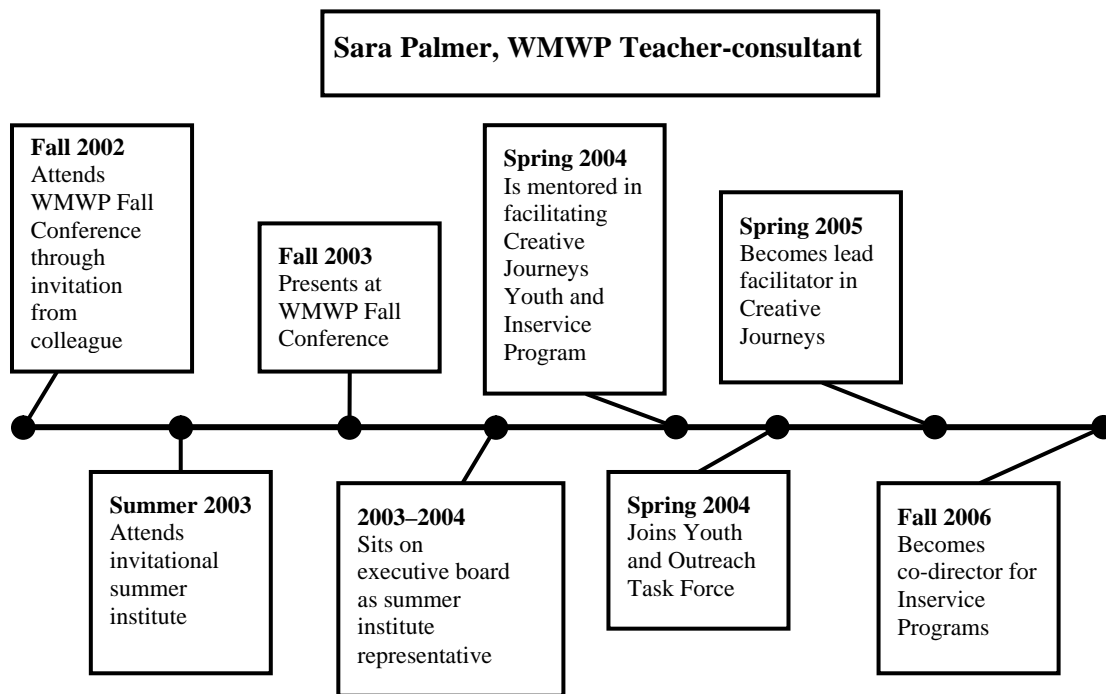 Sara Palmer, WMWP Teacher-consultant
Fall 2002
Attends
WMWP Fall
Conference
through
invitation
from
colleague
Summer 2003
Attends
invitational
summer
institute
Fall 2003
Presents at
WMWP Fall
Conference
2003–2004
Sits on
executive board
as summer
institute
representative
Spring 2004
Is mentored in
facilitating
Creative
Journeys
Youth and
Inservice
Program
Spring 2004
Joins Youth
and Outreach
Task Force
Spring 2005
Becomes lead
facilitator in
Creative
Journeys
Fall 2006
Becomes
co-director for
Inservice
Programs